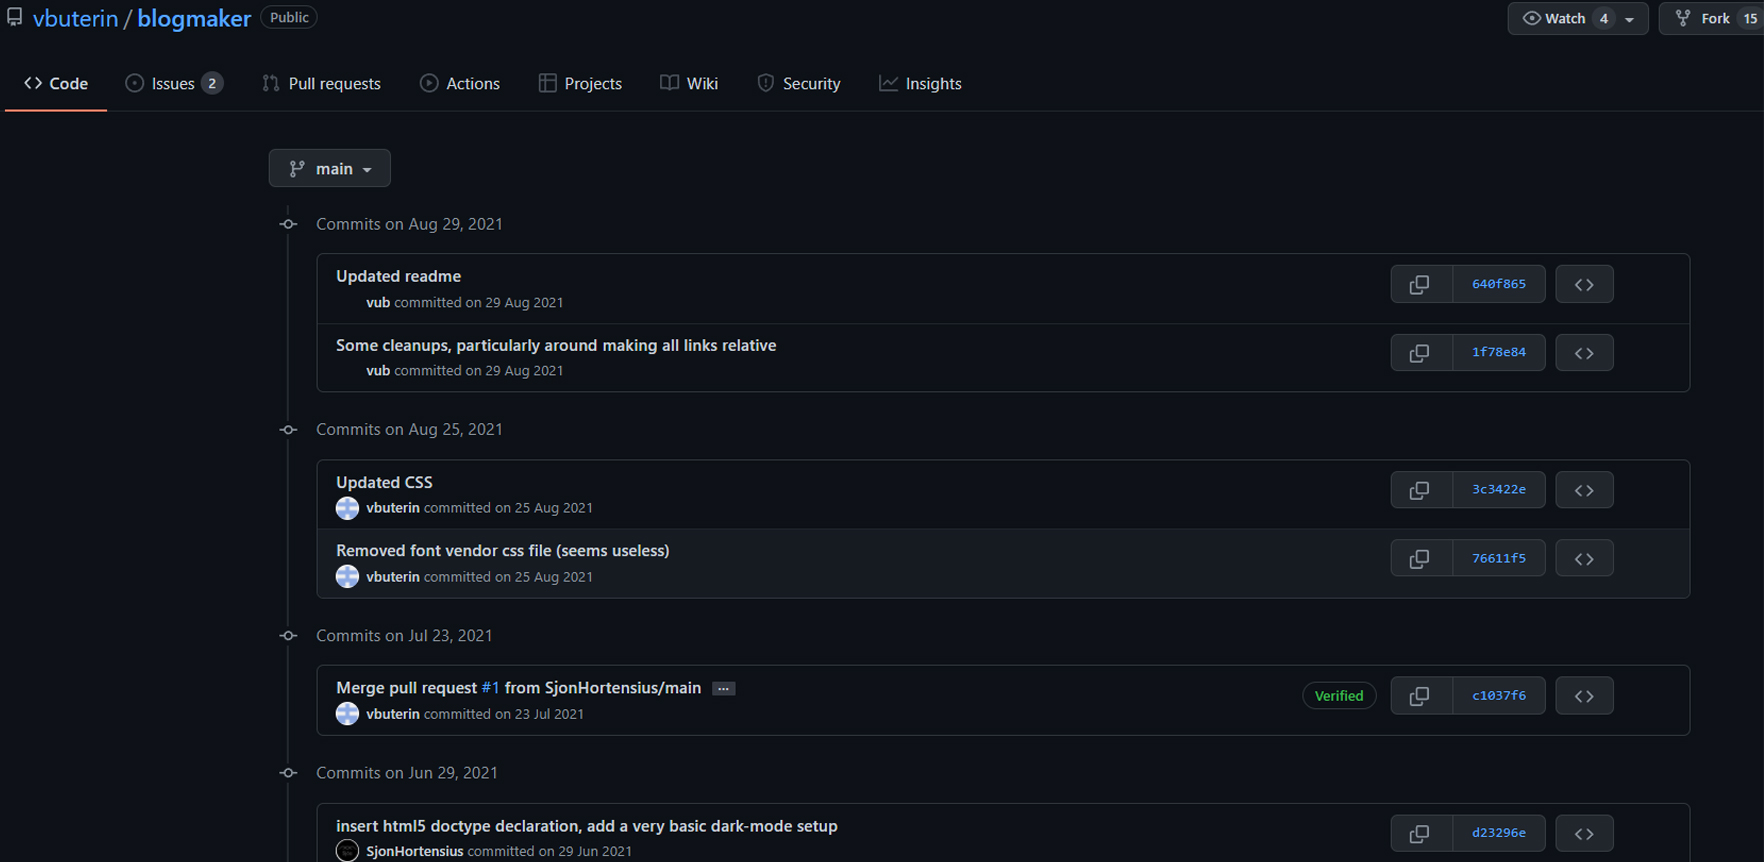 vbuterin / blogmaker Public
Watch 4 Fork 15
Code Issues 2 Pull requests Actions Projects Wiki Security Insights
main
Commits on Aug 29, 2021
Updated readme
vub committed on 29 Aug 2021
640f865
Some cleanups, particularly around making all links relative
vub committed on 29 Aug 2021
1f78e84
Commits on Aug 25, 2021
Updated CSS
vbuterin committed on 25 Aug 2021
3c3422e
Removed font vendor css file (seems useless)
vbuterin committed on 25 Aug 2021
76611f5
Commits on Jul 23, 2021
Merge pull request #1 from SjonHortensius/main ...
vbuterin committed on 23 Jul 2021
Verified c1037f6
Commits on Jun 29, 2021
insert html5 doctype declaration, add a very basic dark-mode setup
SjonHortensius committed on 29 Jun 2021
d23296e